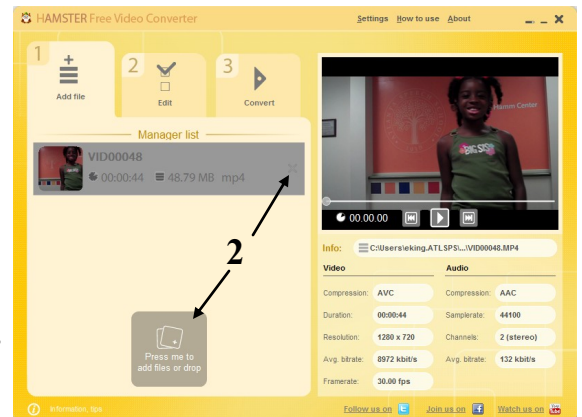 HAMSTER Free Video Converter
Settings How to use About
1
Add file
2
Edit
3
Convert
Manager list
VID00048
00:00:44 48.79 MB mp4
2
Press me to
add files or drop
Hamm Center
BIG SISS
00.00.00
Info: C:\Users\eking.ATLSPS\...\VID00048.MP4
Video Audio
Compression: AVC Compression: AAC
Duration: 00:00:44 Samplerate: 44100
Resolution: 1280 x 720 Channels: 2 (stereo)
Avg. bitrate: 8972 kbit/s Avg. bitrate: 132 kbit/s
Framerate: 30.00 fps
Information, tips
Follow us on Join us on Watch us on